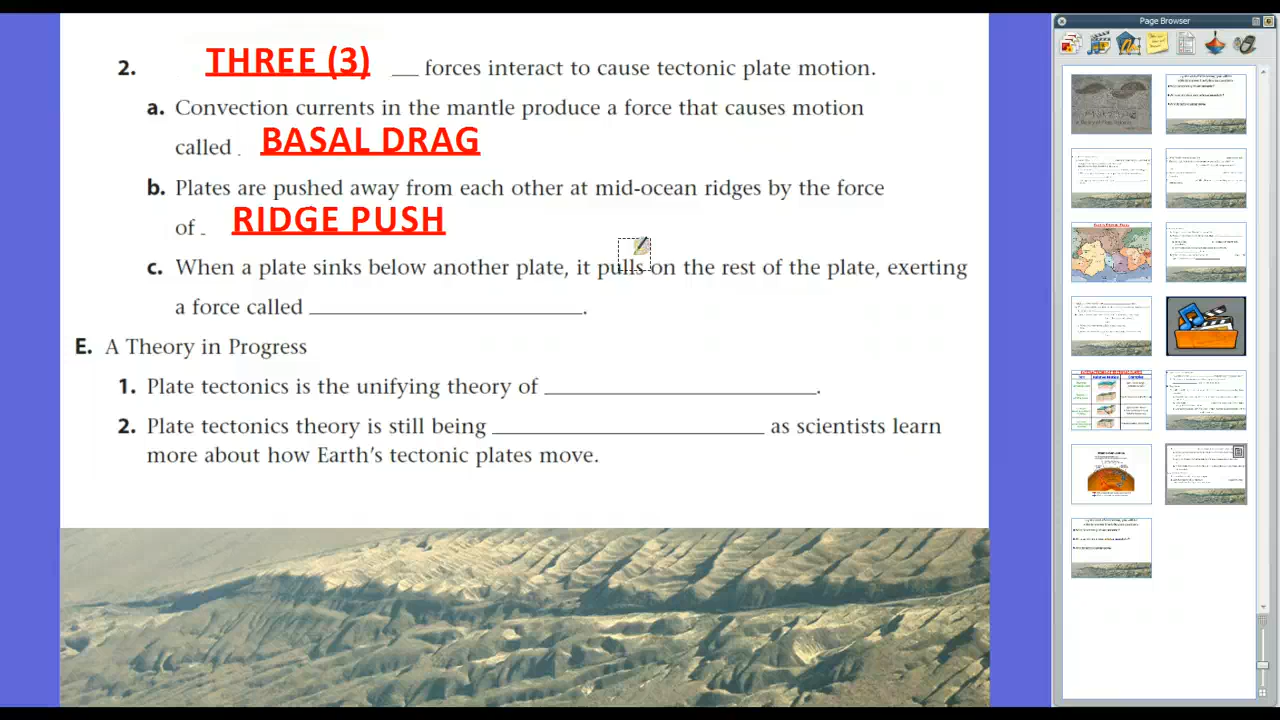 Page Browser
2. THREE (3) __ forces interact to cause tectonic plate motion.
a. Convection currents in the mantle produce a force that causes motion
called BASAL DRAG
b. Plates are pushed away from each other at mid-ocean ridges by the force
of RIDGE PUSH
c. When a plate sinks below another plate, it pulls on the rest of the plate, exerting
a force called ____________________.
E. A Theory in Progress
1. Plate tectonics is the unifying theory of ____________________.
2. Plate tectonics theory is still being ____________________ as scientists learn
more about how Earth's tectonic plates move.